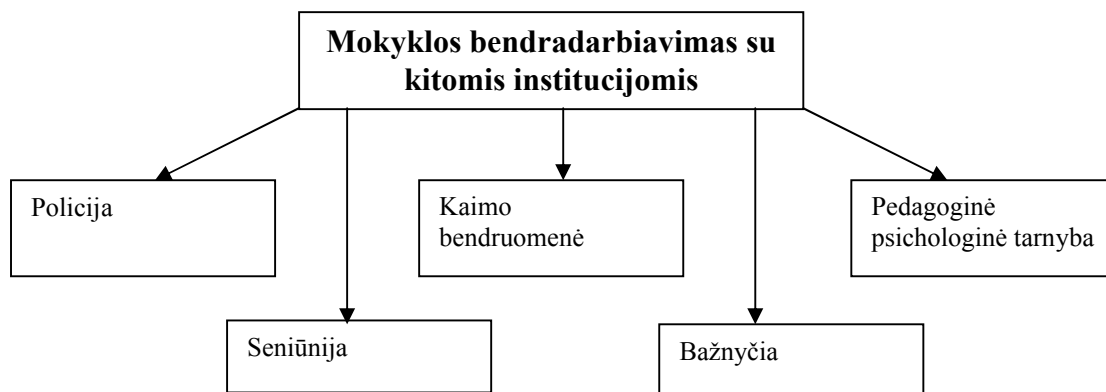 Mokyklos bendradarbiavimas su
kitomis institucijomis
Policija
Kaimo
bendruomenė
Pedagoginė
psichologinė tarnyba
Seniūnija
Bažnyčia